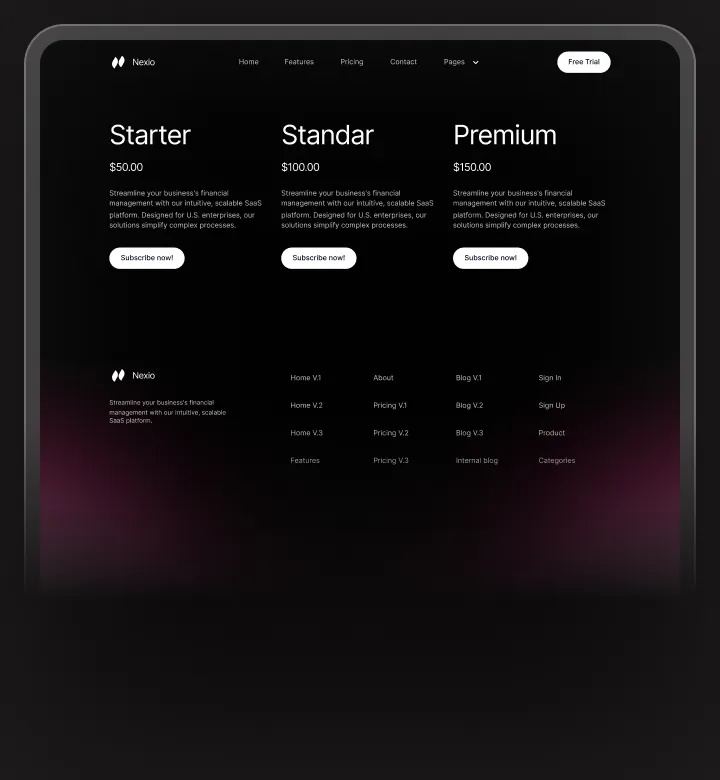 Nexio
Home Features Pricing Contact Pages
Free Trial
Starter
$50.00
Streamline your business's financial
management with our intuitive, scalable SaaS
platform. Designed for U.S. enterprises, our
solutions simplify complex processes.
Subscribe now!
Standar
$100.00
Streamline your business's financial
management with our intuitive, scalable SaaS
platform. Designed for U.S. enterprises, our
solutions simplify complex processes.
Subscribe now!
Premium
$150.00
Streamline your business's financial
management with our intuitive, scalable SaaS
platform. Designed for U.S. enterprises, our
solutions simplify complex processes.
Subscribe now!
Nexio
Streamline your business's financial
management with our intuitive, scalable
SaaS platform.
Home V.1
Home V.2
Home V.3
Features
About
Pricing V.1
Pricing V.2
Pricing V.3
Blog V.1
Blog V.2
Blog V.3
Internal blog
Sign In
Sign Up
Product
Categories